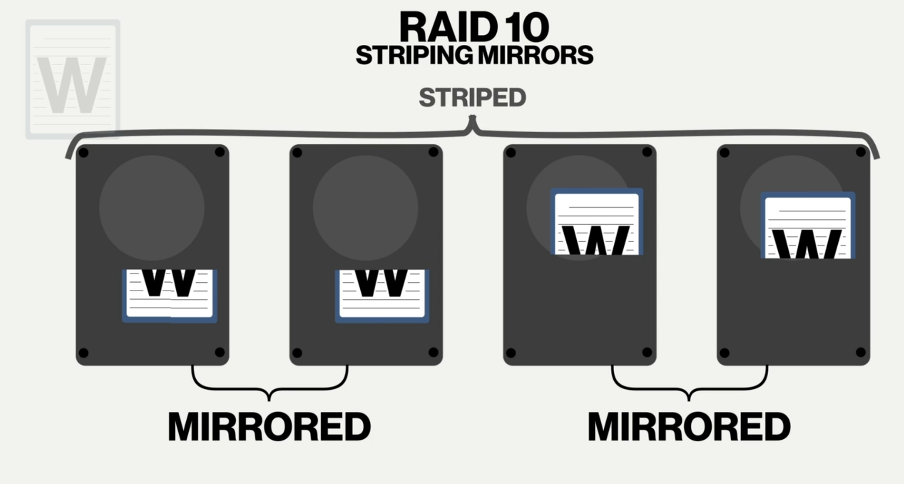 RAID 10
STRIPING MIRRORS
W
STRIPED
W
W
W
W
MIRRORED
MIRRORED